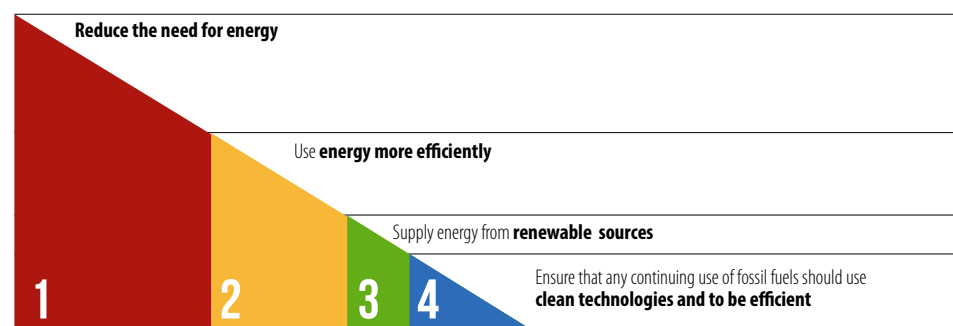 Reduce the need for energy
Use energy more efficiently
Supply energy from renewable sources
Ensure that any continuing use of fossil fuels should use
clean technologies and to be efficient
1 2 3 4